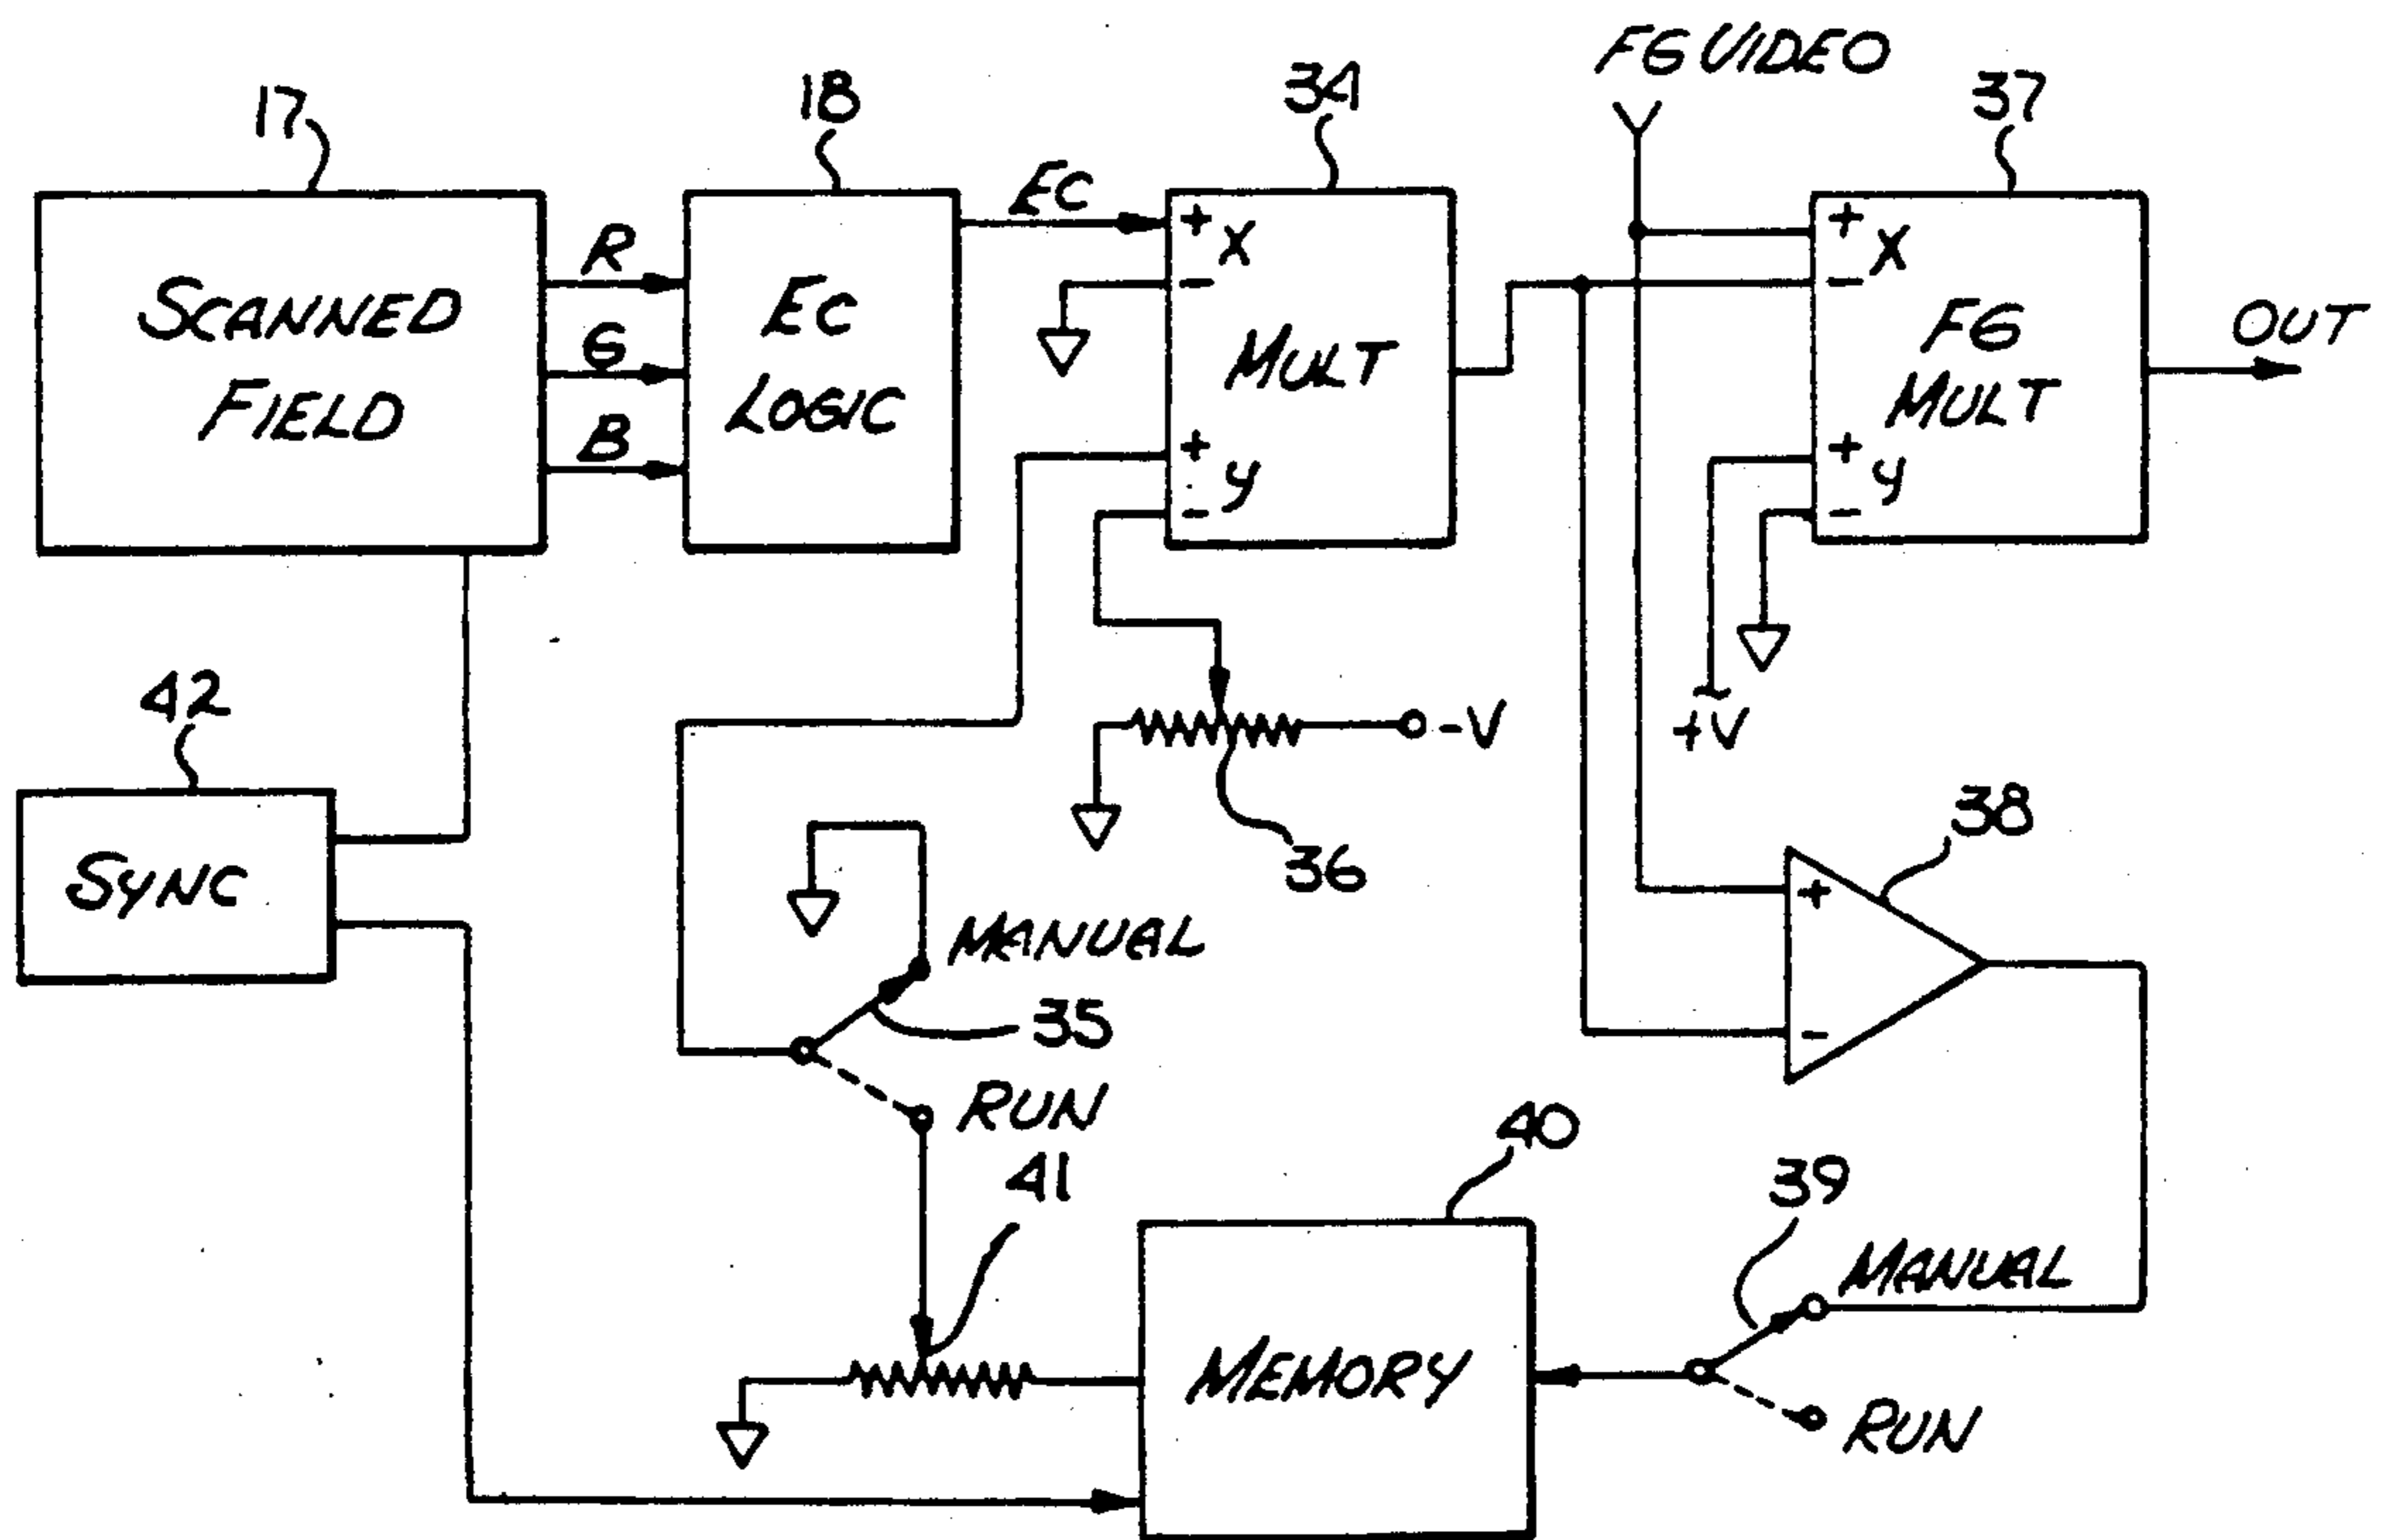 FG VIDEO
17
18
34
37
SCANNED
FIELD
R
G
B
EC
LOGIC
EC
+
X
-
MULT
+
Y
-
+
X
-
FG
MULT
+
Y
-
OUT
42
-V
+V
36
38
SYNC
+
-
MANUAL
35
RUN
41
40
39
MEMORY
MANUAL
RUN